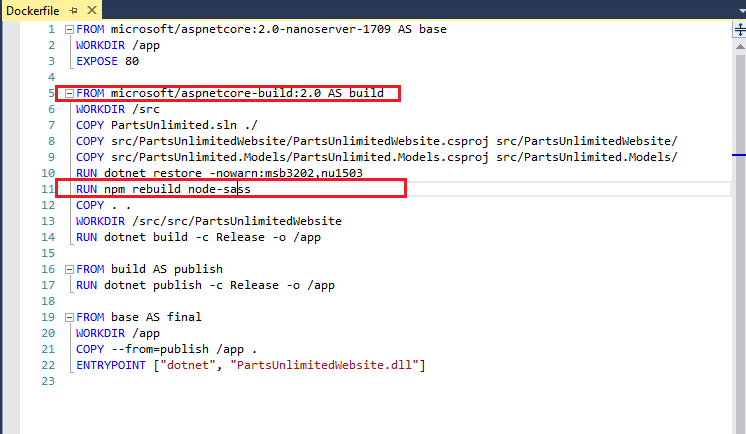 Dockerfile
1 FROM microsoft/aspnetcore:2.0-nanoserver-1709 AS base
2 WORKDIR /app
3 EXPOSE 80
4
5 FROM microsoft/aspnetcore-build:2.0 AS build
6 WORKDIR /src
7 COPY PartsUnlimited.sln ./
8 COPY src/PartsUnlimitedWebsite/PartsUnlimitedWebsite.csproj src/PartsUnlimitedWebsite/
9 COPY src/PartsUnlimited.Models/PartsUnlimited.Models.csproj src/PartsUnlimited.Models/
10 RUN dotnet restore -nowarn:msb3202,nu1503
11 RUN npm rebuild node-sass
12 COPY . .
13 WORKDIR /src/src/PartsUnlimitedWebsite
14 RUN dotnet build -c Release -o /app
15
16 FROM build AS publish
17 RUN dotnet publish -c Release -o /app
18
19 FROM base AS final
20 WORKDIR /app
21 COPY --from=publish /app .
22 ENTRYPOINT ["dotnet", "PartsUnlimitedWebsite.dll"]
23